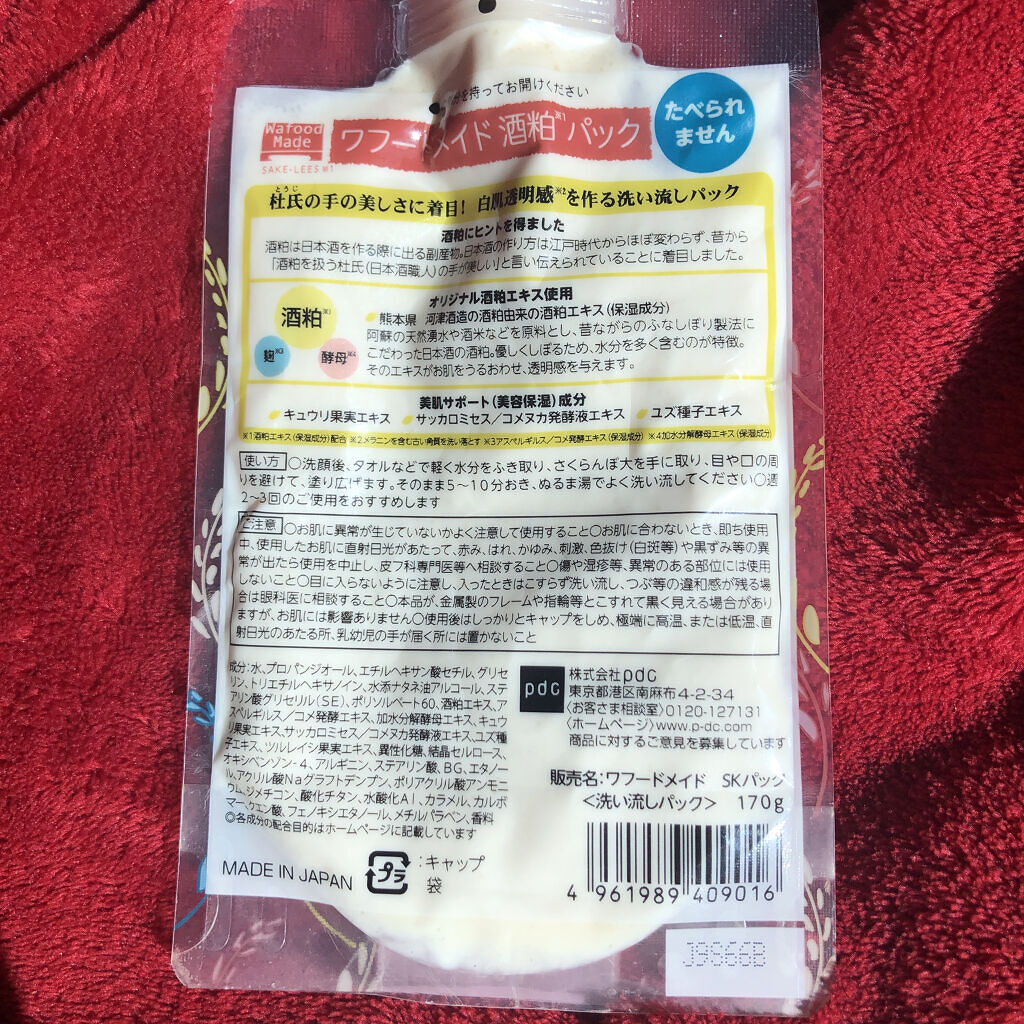 を持ってお開けください
たべられ
ません
Wafood
Made
SAKE-LEES ※1
ワフードメイド 酒粕※1 パック
とうじ
杜氏の手の美しさに着目! 白肌透明感※2を作る洗い流しパック
酒粕にヒントを得ました
酒粕は日本酒を作る際に出る副産物。日本酒の作り方は江戸時代からほぼ変わらず、昔から
「酒粕を扱う杜氏(日本酒職人)の手が美しい」と言い伝えられていることに着目しました。
オリジナル酒粕エキス使用
酒粕※1
麹※3
酵母※4
熊本県 河津酒造の酒粕由来の酒粕エキス(保湿成分)
阿蘇の天然湧水や酒米などを原料とし、昔ながらのふなしぼり製法に
こだわった日本酒の酒粕。優しくしぼるため、水分を多く含むのが特徴。
そのエキスがお肌をうるおわせ、透明感を与えます。
美肌サポート(美容保湿)成分
キュウリ果実エキス サッカロミセス/コメヌカ発酵液エキス ユズ種子エキス
※1酒粕エキス(保湿成分)配合 ※2メラニンを含む古い角質を洗い落とす ※3アスペルギルス/コメ発酵エキス(保湿成分) ※4加水分解酵母エキス(保湿成分)
使い方 ○洗顔後、タオルなどで軽く水分をふき取り、さくらんぼ大を手に取り、目や口の周
りを避けて、塗り広げます。そのまま5~10分おき、ぬるま湯でよく洗い流してください○週
2~3回のご使用をおすすめします
ご注意 ○お肌に異常が生じていないかよく注意して使用すること○お肌に合わないとき、即ち使用
中、使用したお肌に直射日光があたって、赤み、はれ、かゆみ、刺激、色抜け(白斑等)や黒ずみ等の異
常が出たら使用を中止し、皮フ科専門医等へ相談すること○傷や湿疹等、異常のある部位には使用
しないこと○目に入らないように注意し、入ったときはこすらず洗い流し、つぶ等の違和感が残る場
合は眼科医に相談すること○本品が、金属製のフレームや指輪等とこすれて黒く見える場合があり
ますが、お肌には影響ありません○使用後はしっかりとキャップをしめ、極端に高温、または低温、直
射日光のあたる所、乳幼児の手が届く所には置かないこと
成分:水、プロパンジオール、エチルヘキサン酸セチル、グリセ
リン、トリエチルヘキサノイン、水添ナタネ油アルコール、ステ
アリン酸グリセリル(SE)、ポリソルベート60、酒粕エキス、ア
スペルギルス/コメ発酵エキス、加水分解酵母エキス、キュウ
リ果実エキス、サッカロミセス/コメヌカ発酵液エキス、ユズ種
子エキス、ツルレイシ果実エキス、異性化糖、結晶セルロース、
オキシベンゾン-4、アルギニン、ステアリン酸、BG、エタノー
ル、アクリル酸Naグラフトデンプン、ポリアクリル酸アンモニ
ウム、ジメチコン、酸化チタン、水酸化Al、カラメル、カルボ
マー、クエン酸、フェノキシエタノール、メチルパラベン、香料
◎各成分の配合目的はホームページに記載しています
pdc
株式会社pdc
東京都港区南麻布4-2-34
〈お客さま相談室〉0120-127131
〈ホームページ〉www.p-dc.com
商品に対するご意見を募集しています
販売名:ワフードメイド SKパック
<洗い流しパック> 170g
MADE IN JAPAN
プラ
:キャップ
袋
4 961989 409016